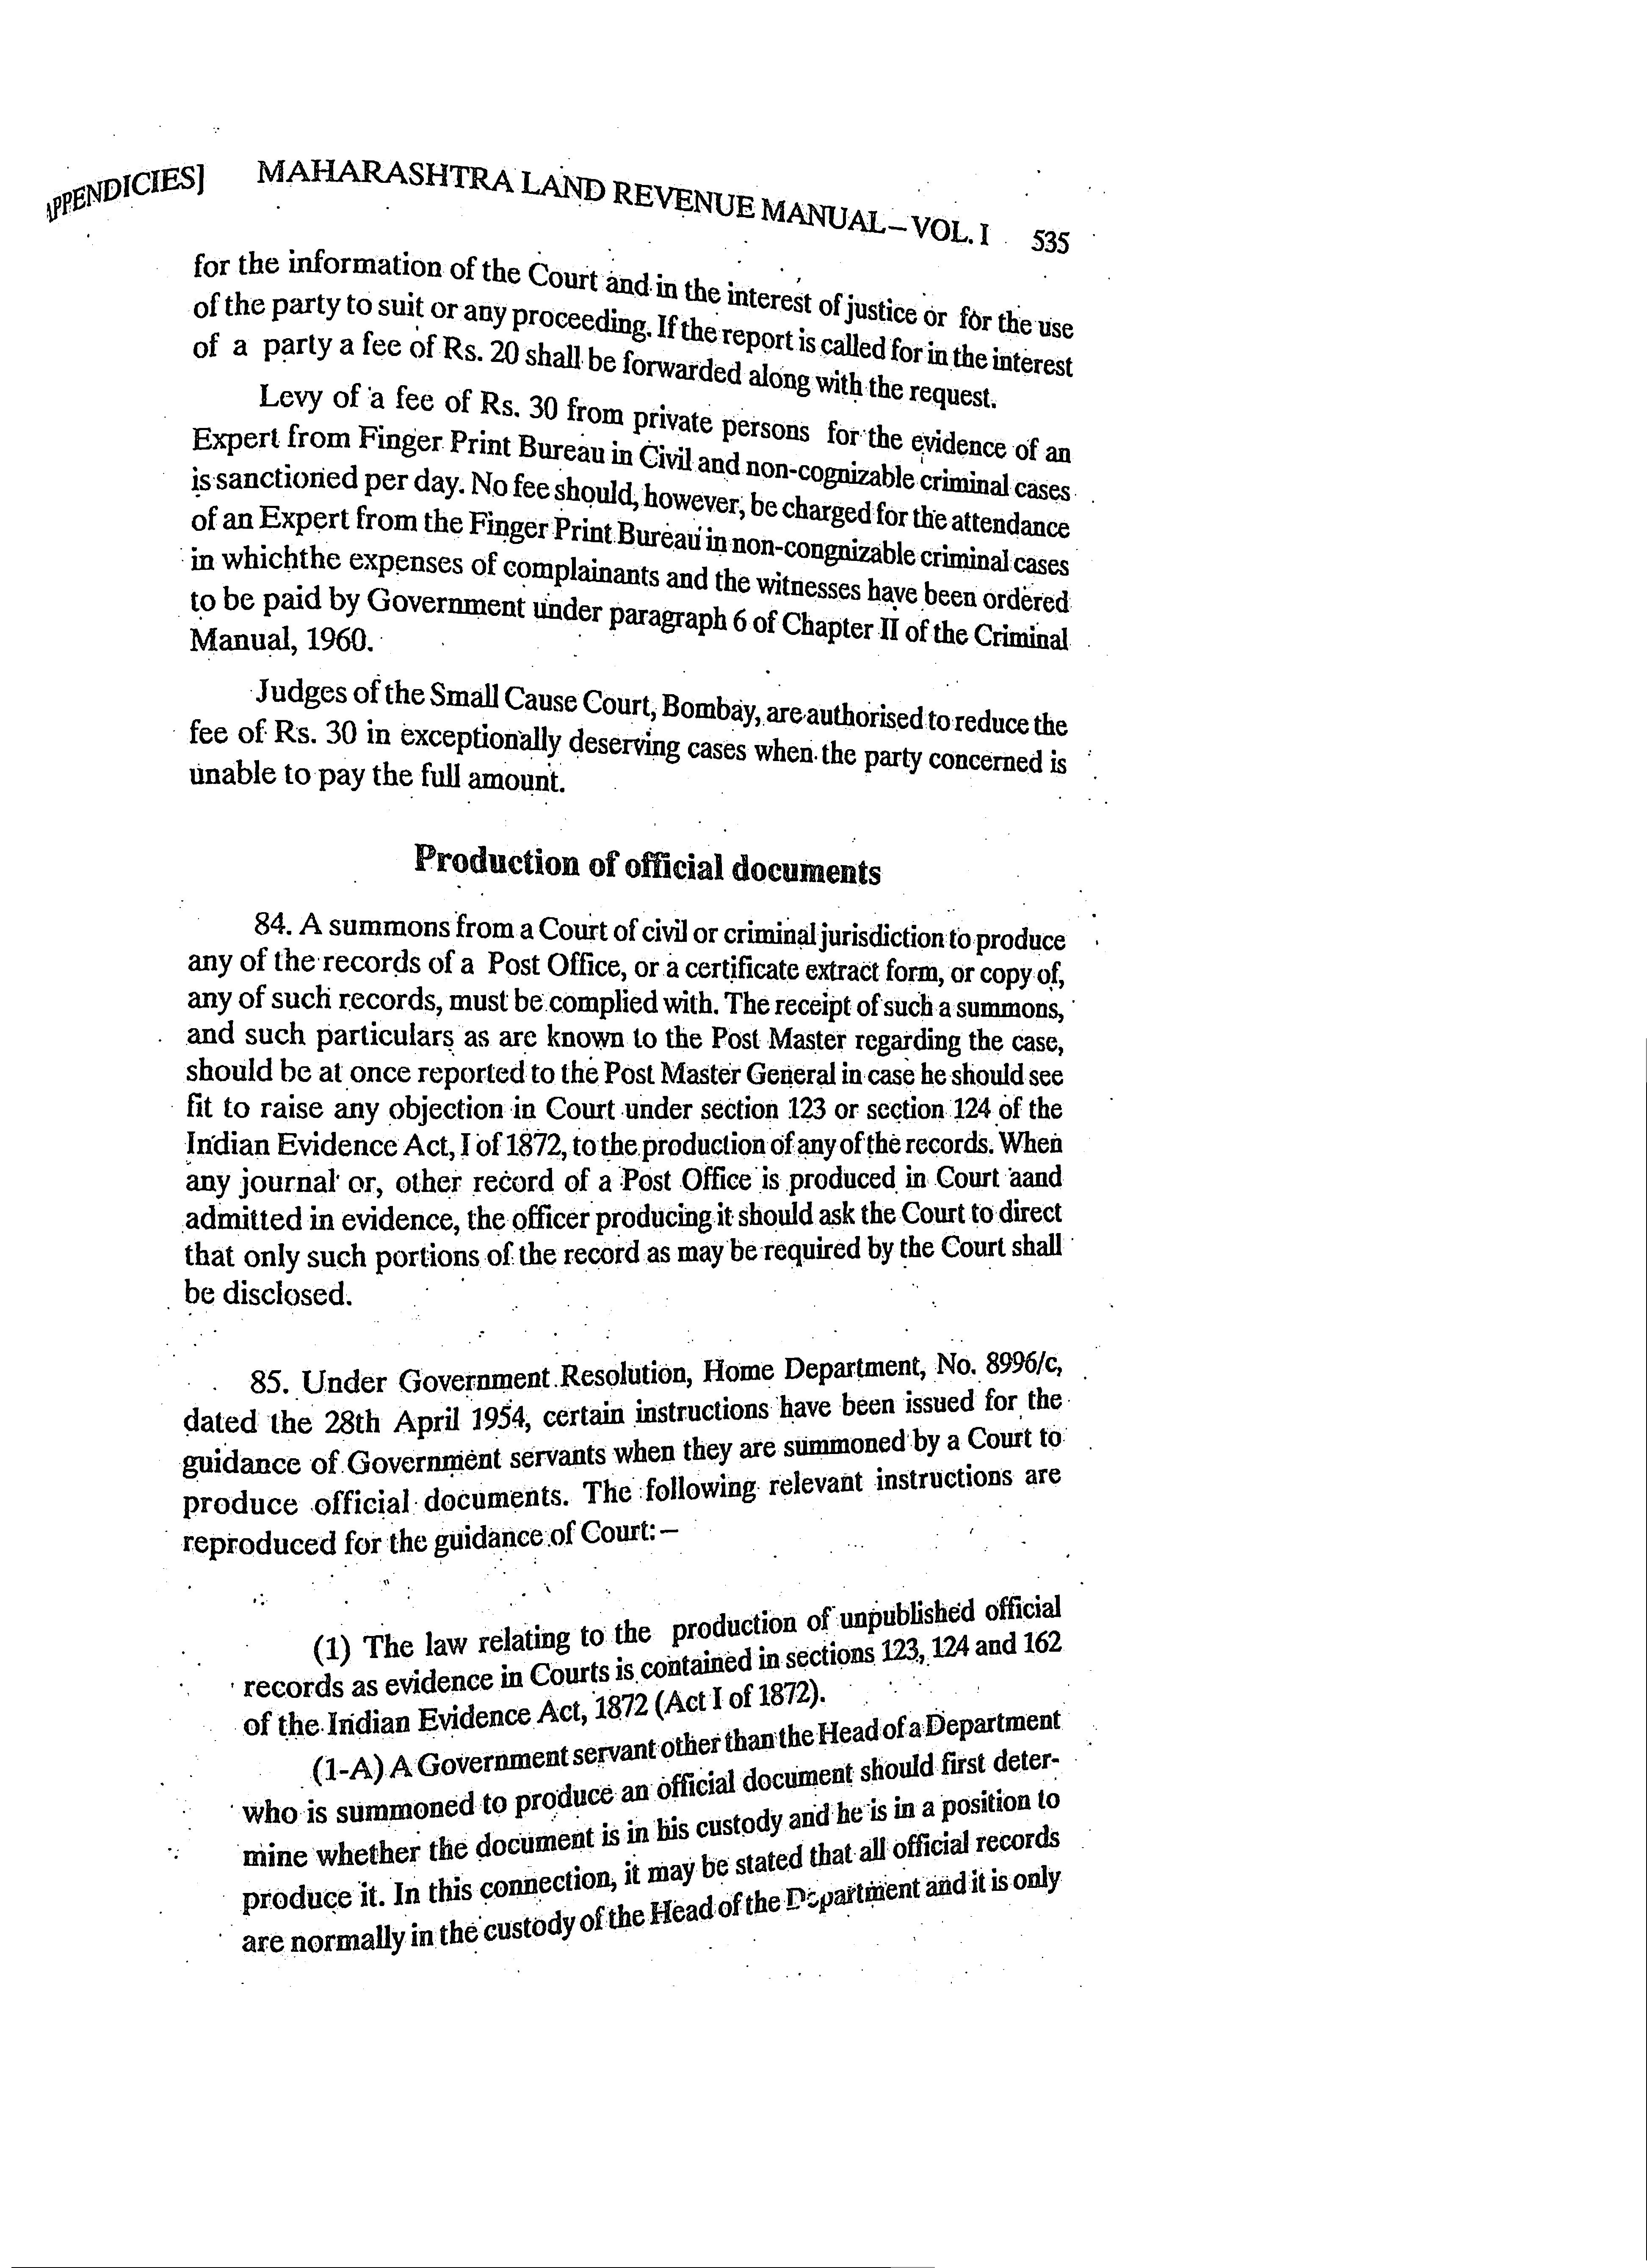 APPENDICIES] MAHARASHTRA LAND REVENUE MANUAL – VOL. I 535
for the information of the Court and in the interest of justice or for the use
of the party to suit or any proceeding. If the report is called for in the interest
of a party a fee of Rs. 20 shall be forwarded along with the request.
Levy of a fee of Rs. 30 from private persons for the evidence of an
Expert from Finger Print Bureau in Civil and non-cognizable criminal cases
is sanctioned per day. No fee should, however, be charged for the attendance
of an Expert from the Finger Print Bureau in non-congnizable criminal cases
in whichthe expenses of complainants and the witnesses have been ordered
to be paid by Government under paragraph 6 of Chapter II of the Criminal
Manual, 1960.
Judges of the Small Cause Court, Bombay, are authorised to reduce the
fee of Rs. 30 in exceptionally deserving cases when the party concerned is
unable to pay the full amount.
Production of official documents
84. A summons from a Court of civil or criminal jurisdiction to produce
any of the records of a Post Office, or a certificate extract form, or copy of,
any of such records, must be complied with. The receipt of such a summons,
and such particulars as are known to the Post Master regarding the case,
should be at once reported to the Post Master General in case he should see
fit to raise any objection in Court under section 123 or section 124 of the
Indian Evidence Act, I of 1872, to the production of any of the records. When
any journal or, other record of a Post Office is produced in Court aand
admitted in evidence, the officer producing it should ask the Court to direct
that only such portions of the record as may be required by the Court shall
be disclosed.
85. Under Government Resolution, Home Department, No. 8996/c,
dated the 28th April 1954, certain instructions have been issued for the
guidance of Government servants when they are summoned by a Court to
produce official documents. The following relevant instructions are
reproduced for the guidance of Court: –
(1) The law relating to the production of unpublished official
records as evidence in Courts is contained in sections 123, 124 and 162
of the Indian Evidence Act, 1872 (Act I of 1872).
(1-A) A Government servant other than the Head of a Department
who is summoned to produce an official document should first deter-
mine whether the document is in his custody and he is in a position to
produce it. In this connection, it may be stated that all official records
are normally in the custody of the Head of the Department and it is only